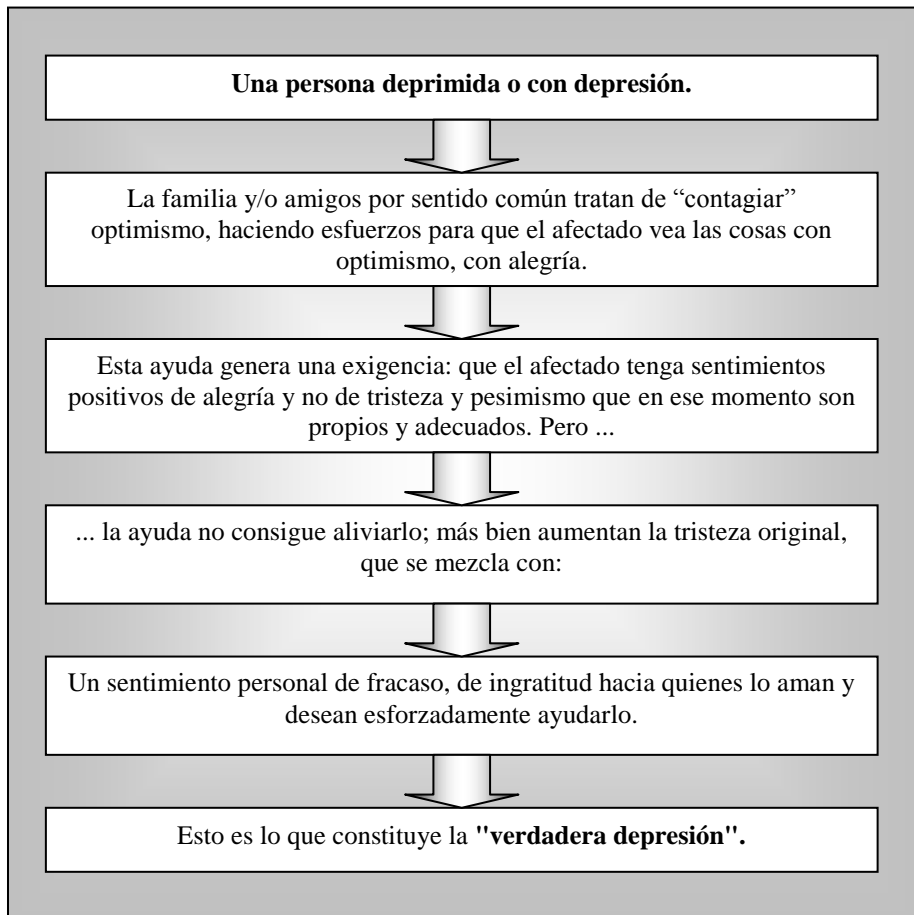 Una persona deprimida o con depresión.
La familia y/o amigos por sentido común tratan de “contagiar”
optimismo, haciendo esfuerzos para que el afectado vea las cosas con
optimismo, con alegría.
Esta ayuda genera una exigencia: que el afectado tenga sentimientos
positivos de alegría y no de tristeza y pesimismo que en ese momento son
propios y adecuados. Pero ...
... la ayuda no consigue aliviarlo; más bien aumentan la tristeza original,
que se mezcla con:
Un sentimiento personal de fracaso, de ingratitud hacia quienes lo aman y
desean esforzadamente ayudarlo.
Esto es lo que constituye la "verdadera depresión".